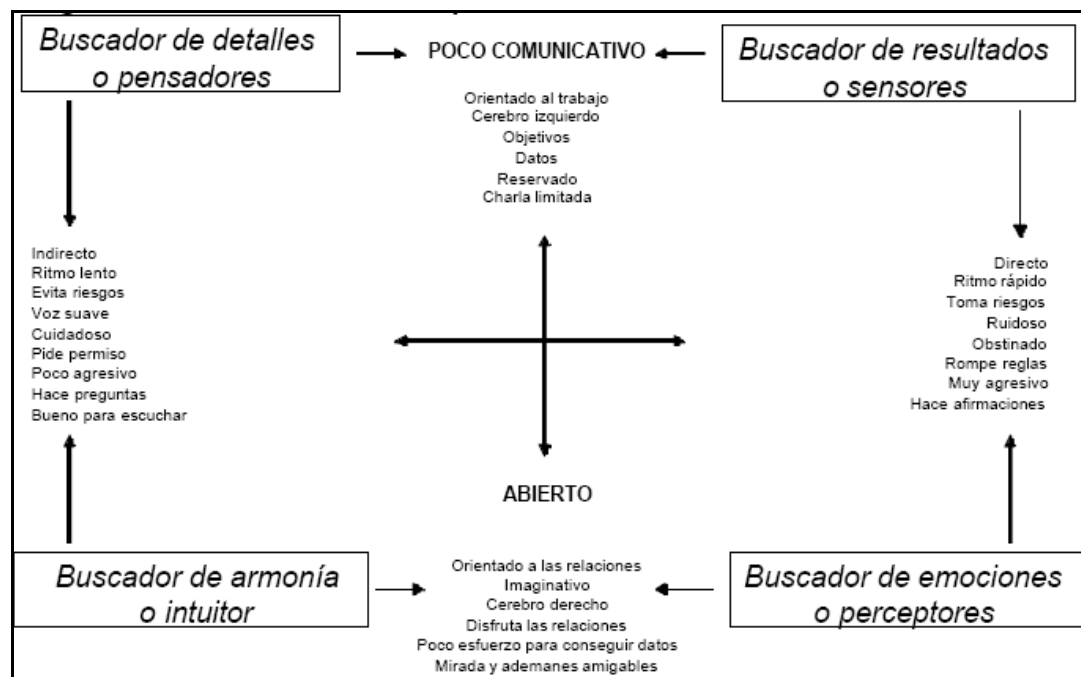 Buscador de detalles
o pensadores
POCO COMUNICATIVO
Buscador de resultados
o sensores
Orientado al trabajo
Cerebro izquierdo
Objetivos
Datos
Reservado
Charla limitada
Indirecto
Ritmo lento
Evita riesgos
Voz suave
Cuidadoso
Pide permiso
Poco agresivo
Hace preguntas
Bueno para escuchar
Directo
Ritmo rápido
Toma riesgos
Ruidoso
Obstinado
Rompe reglas
Muy agresivo
Hace afirmaciones
ABIERTO
Buscador de armonía
o intuitor
Orientado a las relaciones
Imaginativo
Cerebro derecho
Disfruta las relaciones
Poco esfuerzo para conseguir datos
Mirada y ademanes amigables
Buscador de emociones
o perceptores